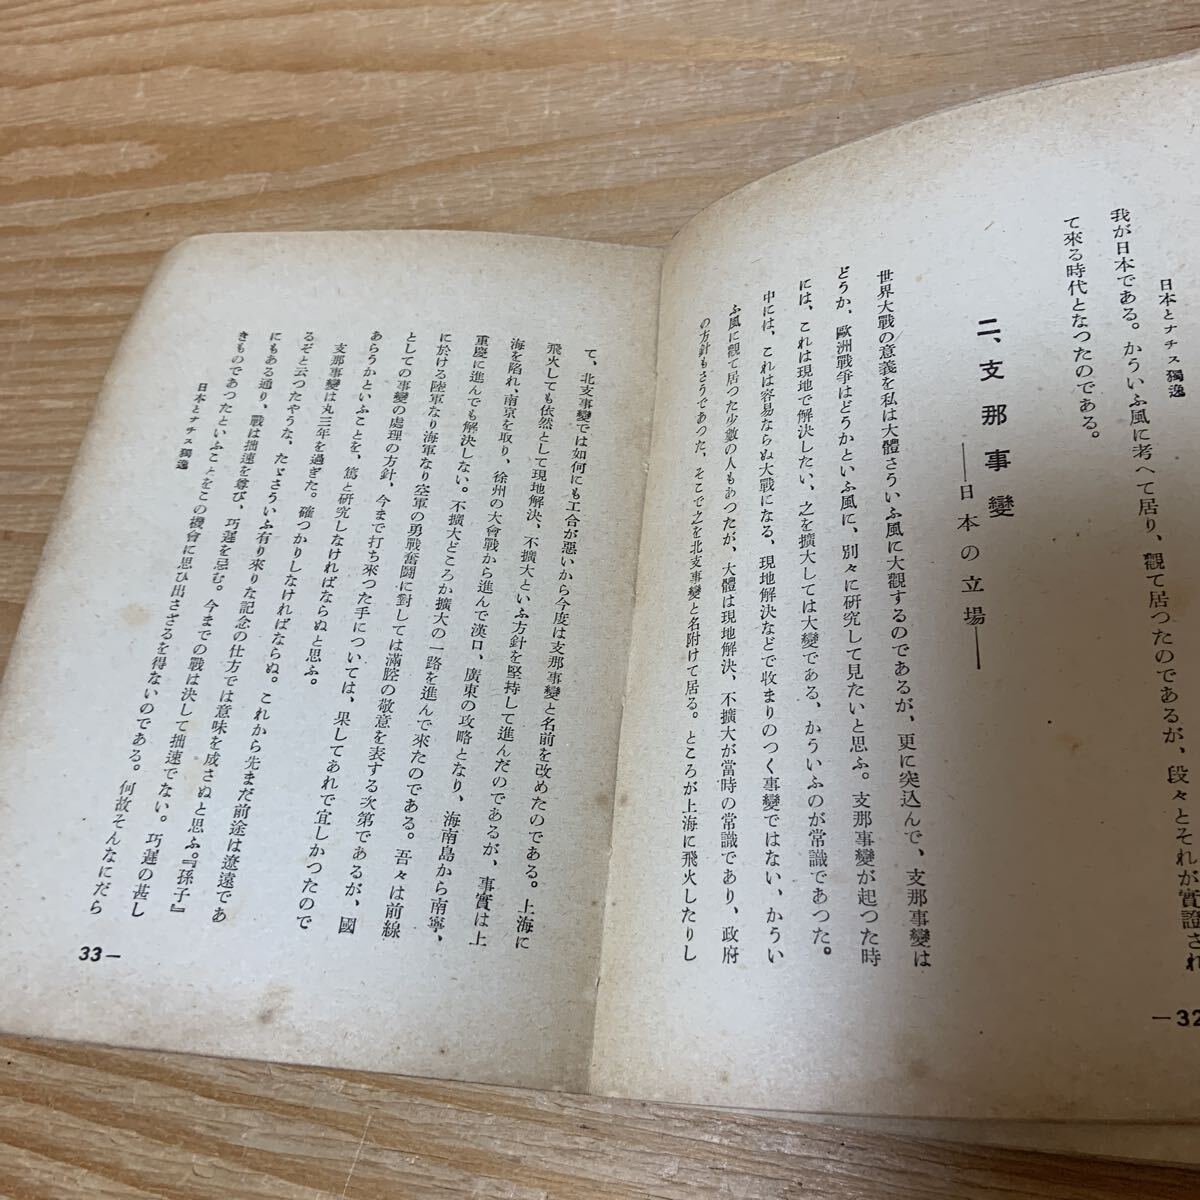 日本とナチス獨逸
我が日本である。かういふ風に考へて居り、觀て居つたのであるが、段々とそれが實證され
て來る時代となつたのである。
二、支那事變
――日本の立場――
世界大戰の意義を私は大體さういふ風に大觀するのであるが、更に突込んで、支那事變は
どうか、歐洲戰爭はどうかといふ風に、別々に研究して見たいと思ふ。支那事變が起つた時
には、これは現地で解決したい、之を擴大しては大變である、かういふのが常識であつた。
中には、これは容易ならぬ大戰になる、現地解決などで收まりのつく事變ではない、かうい
ふ風に觀て居つた少數の人もあつたが、大體は現地解決、不擴大が當時の常識であり、政府
の方針もさうであつた、そこで之を北支事變と名附けて居る。ところが上海に飛火したりし
― 32
て、北支事變では如何にも工合が惡いから今度は支那事變と名前を改めたのである。上海に
飛火しても依然として現地解決、不擴大といふ方針を堅持して進んだのであるが、事實は上
海を陷れ、南京を取り、徐州の大會戰から進んで漢口、廣東の攻略となり、海南島から南寧、
重慶に進んでも解決しない。不擴大どころか擴大の一路を進んで來たのである。吾々は前線
に於ける陸軍なり海軍なり空軍の勇戰奮鬪に對しては滿腔の敬意を表する次第であるが、國
としての事變の處理の方針、今まで打ち來つた手については、果してあれで宜しかつたので
あらうかといふことを、篤と研究しなければならぬと思ふ。
支那事變は丸三年を過ぎた。確つかりしなければならぬ。これから先まだ前途は遼遠であ
るぞと云つたやうな、たゞさういふ有り來りな記念の仕方では意味を成さぬと思ふ。『孫子』
にもある通り、戰は拙速を尊び、巧遲を忌む。今までの戰は決して拙速でない。巧遲の甚し
きものであつたといふことをこの機會に思ひ出さざるを得ないのである。何故そんなにだら
日本とナチス獨逸
33 ―